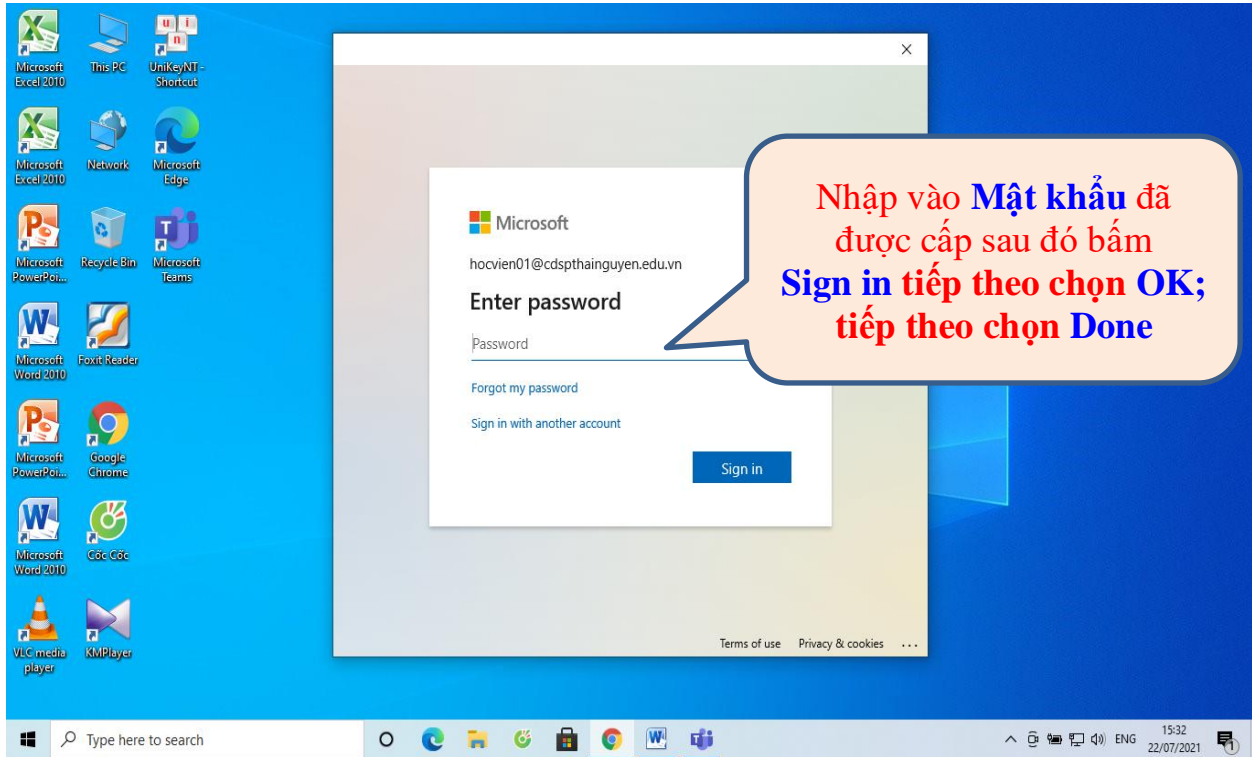 Microsoft
Excel 2010
This PC
UniKeyNT -
Shortcut
Microsoft
Excel 2010
Network
Microsoft
Edge
Microsoft
PowerPoi...
Recycle Bin
Microsoft
Teams
Microsoft
Word 2010
Foxit Reader
Microsoft
PowerPoi...
Google
Chrome
Microsoft
Word 2010
Cốc Cốc
VLC media
player
KMPlayer
Microsoft
hocvien01@cdspthainguyen.edu.vn
Enter password
Password
Forgot my password
Sign in with another account
Sign in
Terms of use Privacy & cookies ...
Nhập vào Mật khẩu đã
được cấp sau đó bấm
Sign in tiếp theo chọn OK;
tiếp theo chọn Done
Type here to search
ENG
15:32
22/07/2021
1